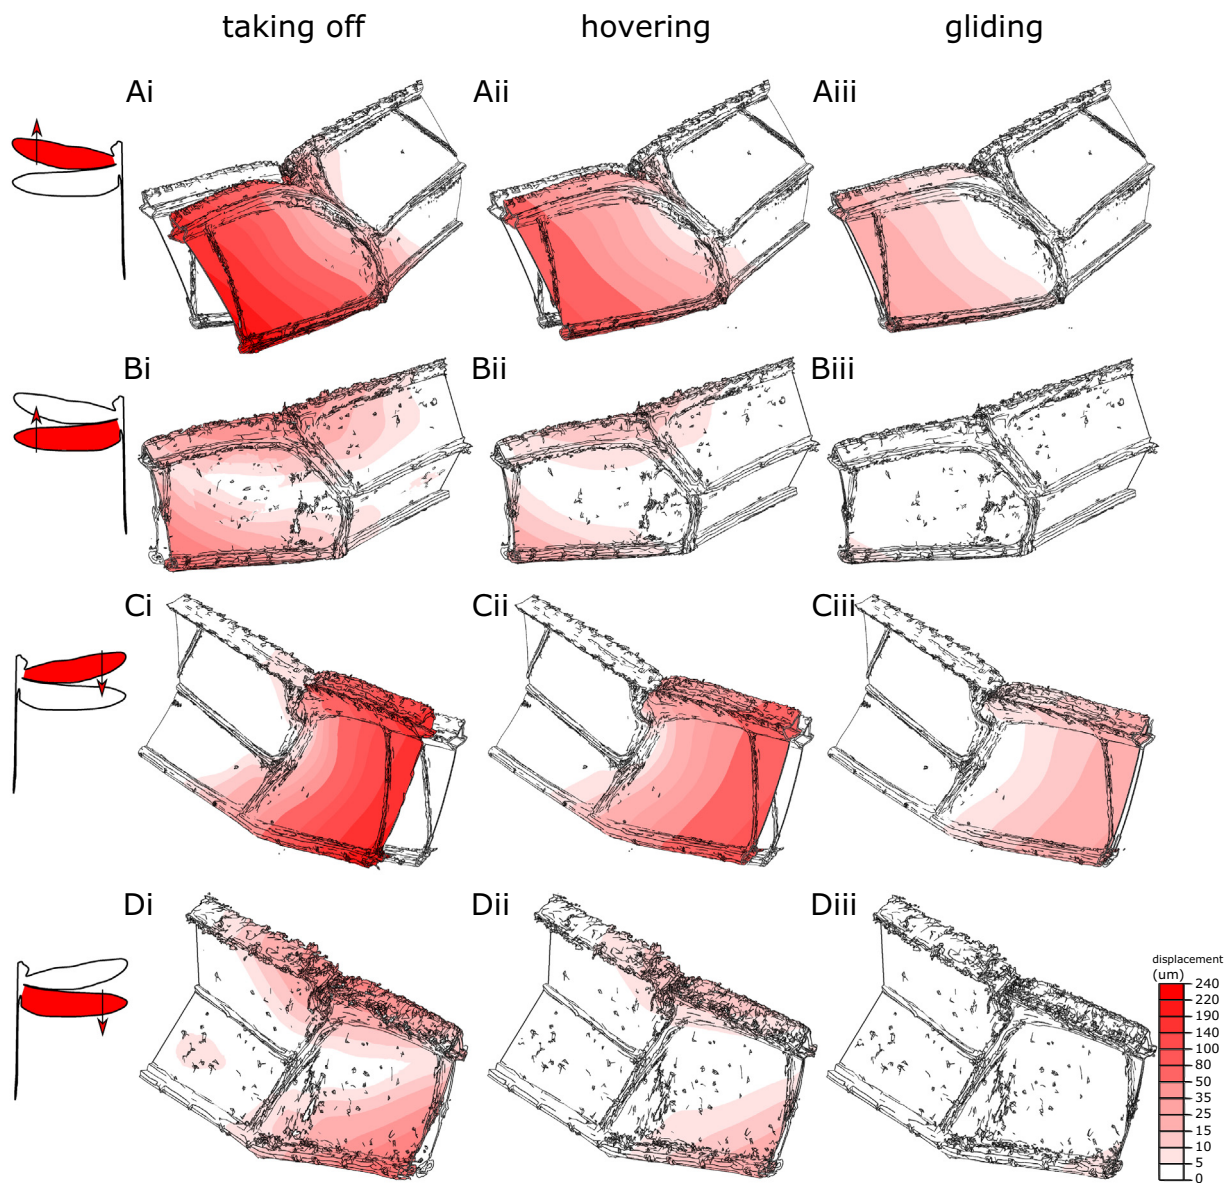 taking off hovering gliding
Ai Aii Aiii
Bi Bii Biii
Ci Cii Ciii
Di Dii Diii
displacement
(um)
240
220
190
140
100
80
50
35
25
15
10
5
0